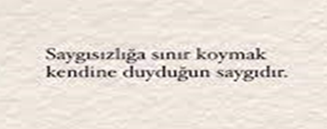 Saygısızlığa sınır koymak
kendine duyduğun saygıdır.